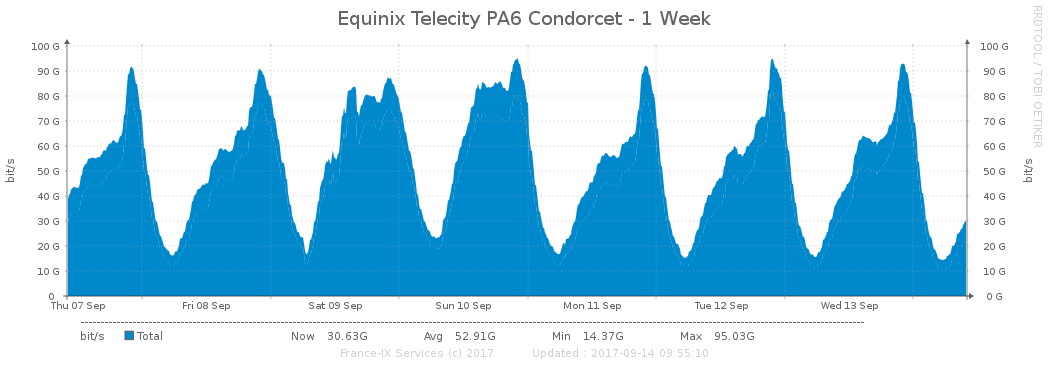 Equinix Telecity PA6 Condorcet - 1 Week
RRDTOOL / TOBI OETIKER
bit/s
100 G
90 G
80 G
70 G
60 G
50 G
40 G
30 G
20 G
10 G
0
100 G
90 G
80 G
70 G
60 G
50 G
40 G
30 G
20 G
10 G
0 G
bit/s
Thu 07 Sep Fri 08 Sep Sat 09 Sep Sun 10 Sep Mon 11 Sep Tue 12 Sep Wed 13 Sep
bit/s Total Now 30.63G Avg 52.91G Min 14.37G Max 95.03G
France-IX Services (c) 2017 Updated : 2017-09-14 09:55:10